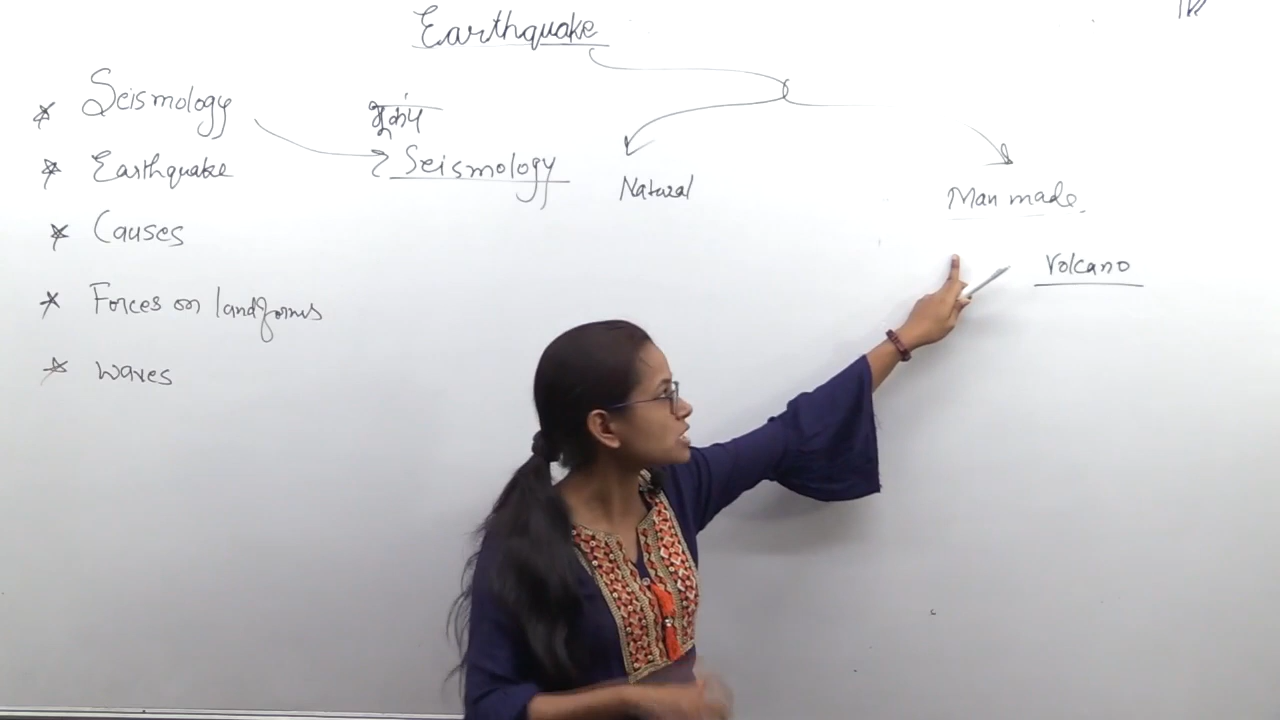 Earthquake
* Seismology
भूकंप
* Earthquake
Seismology
Natural
Man made
* Causes
Volcano
* Forces on landforms
* Waves